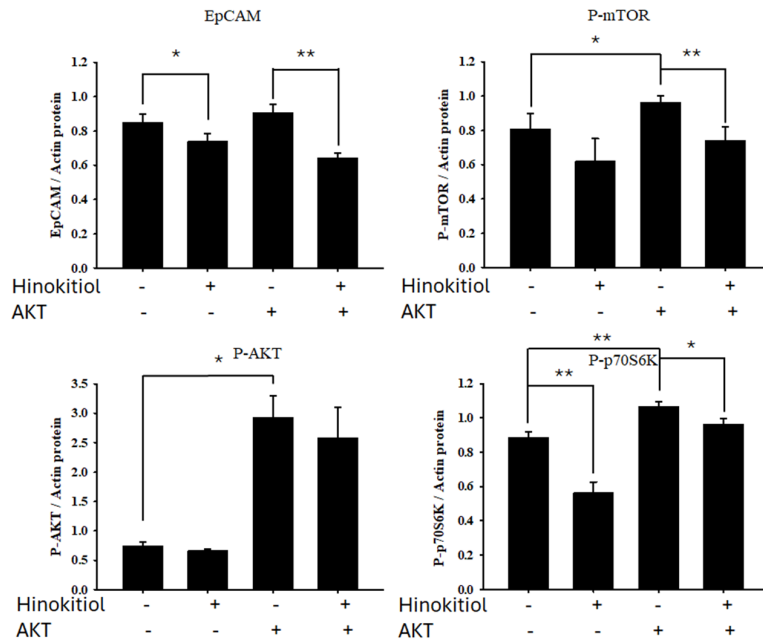 EpCAM
* **
EpCAM / Actin protein
1.2
1.0
0.8
0.6
0.4
0.2
0.0
Hinokitiol - + - +
AKT - - + +
P-mTOR
* **
P-mTOR / Actin protein
1.2
1.0
0.8
0.6
0.4
0.2
0.0
Hinokitiol - + - +
AKT - - + +
P-AKT
*
P-AKT / Actin protein
3.5
3.0
2.5
2.0
1.5
1.0
0.5
0.0
Hinokitiol - + - +
AKT - - + +
**
P-p70S6K
** *
P-p70S6K / Actin protein
1.2
1.0
0.8
0.6
0.4
0.2
0.0
Hinokitiol - + - +
AKT - - + +